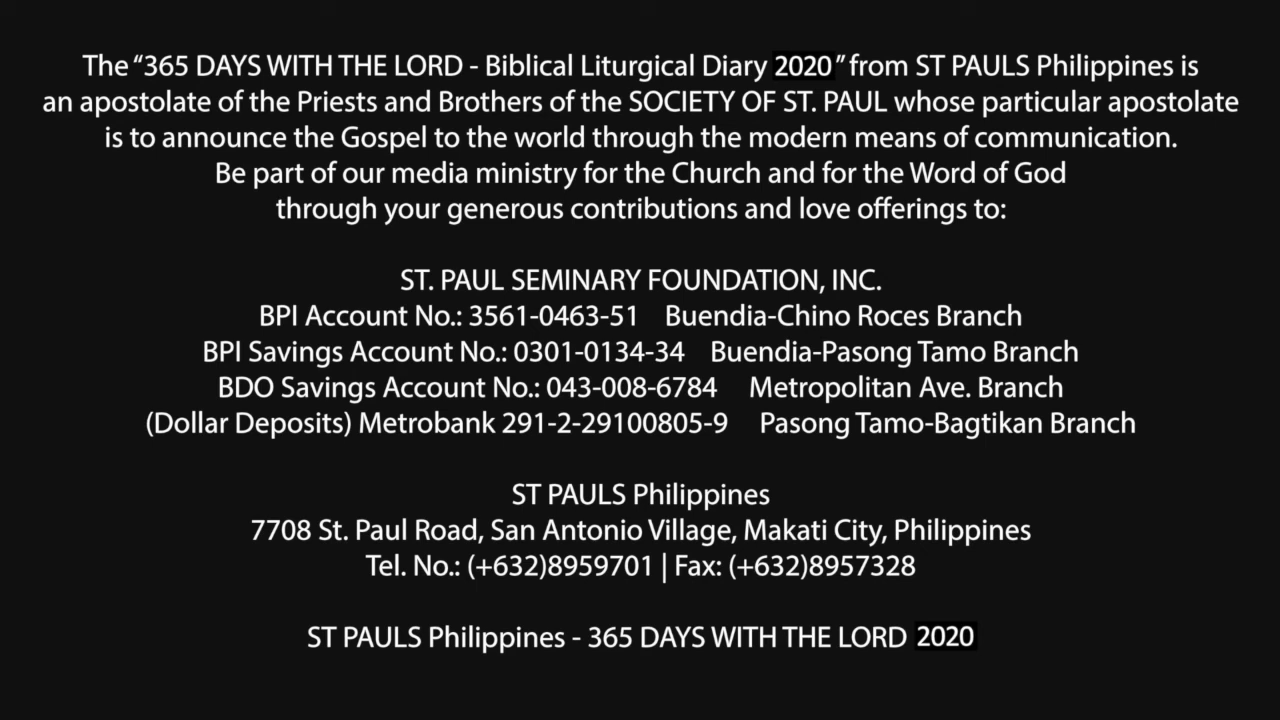 The “365 DAYS WITH THE LORD - Biblical Liturgical Diary 2020” from ST PAULS Philippines is
an apostolate of the Priests and Brothers of the SOCIETY OF ST. PAUL whose particular apostolate
is to announce the Gospel to the world through the modern means of communication.
Be part of our media ministry for the Church and for the Word of God
through your generous contributions and love offerings to:
ST. PAUL SEMINARY FOUNDATION, INC.
BPI Account No.: 3561-0463-51 Buendia-Chino Roces Branch
BPI Savings Account No.: 0301-0134-34 Buendia-Pasong Tamo Branch
BDO Savings Account No.: 043-008-6784 Metropolitan Ave. Branch
(Dollar Deposits) Metrobank 291-2-29100805-9 Pasong Tamo-Bagtikan Branch
ST PAULS Philippines
7708 St. Paul Road, San Antonio Village, Makati City, Philippines
Tel. No.: (+632)8959701 | Fax: (+632)8957328
ST PAULS Philippines - 365 DAYS WITH THE LORD 2020